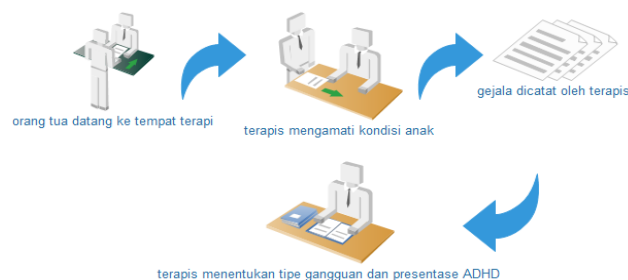 orang tua datang ke tempat terapi
terapis mengamati kondisi anak
gejala dicatat oleh terapis
terapis menentukan tipe gangguan dan presentase ADHD